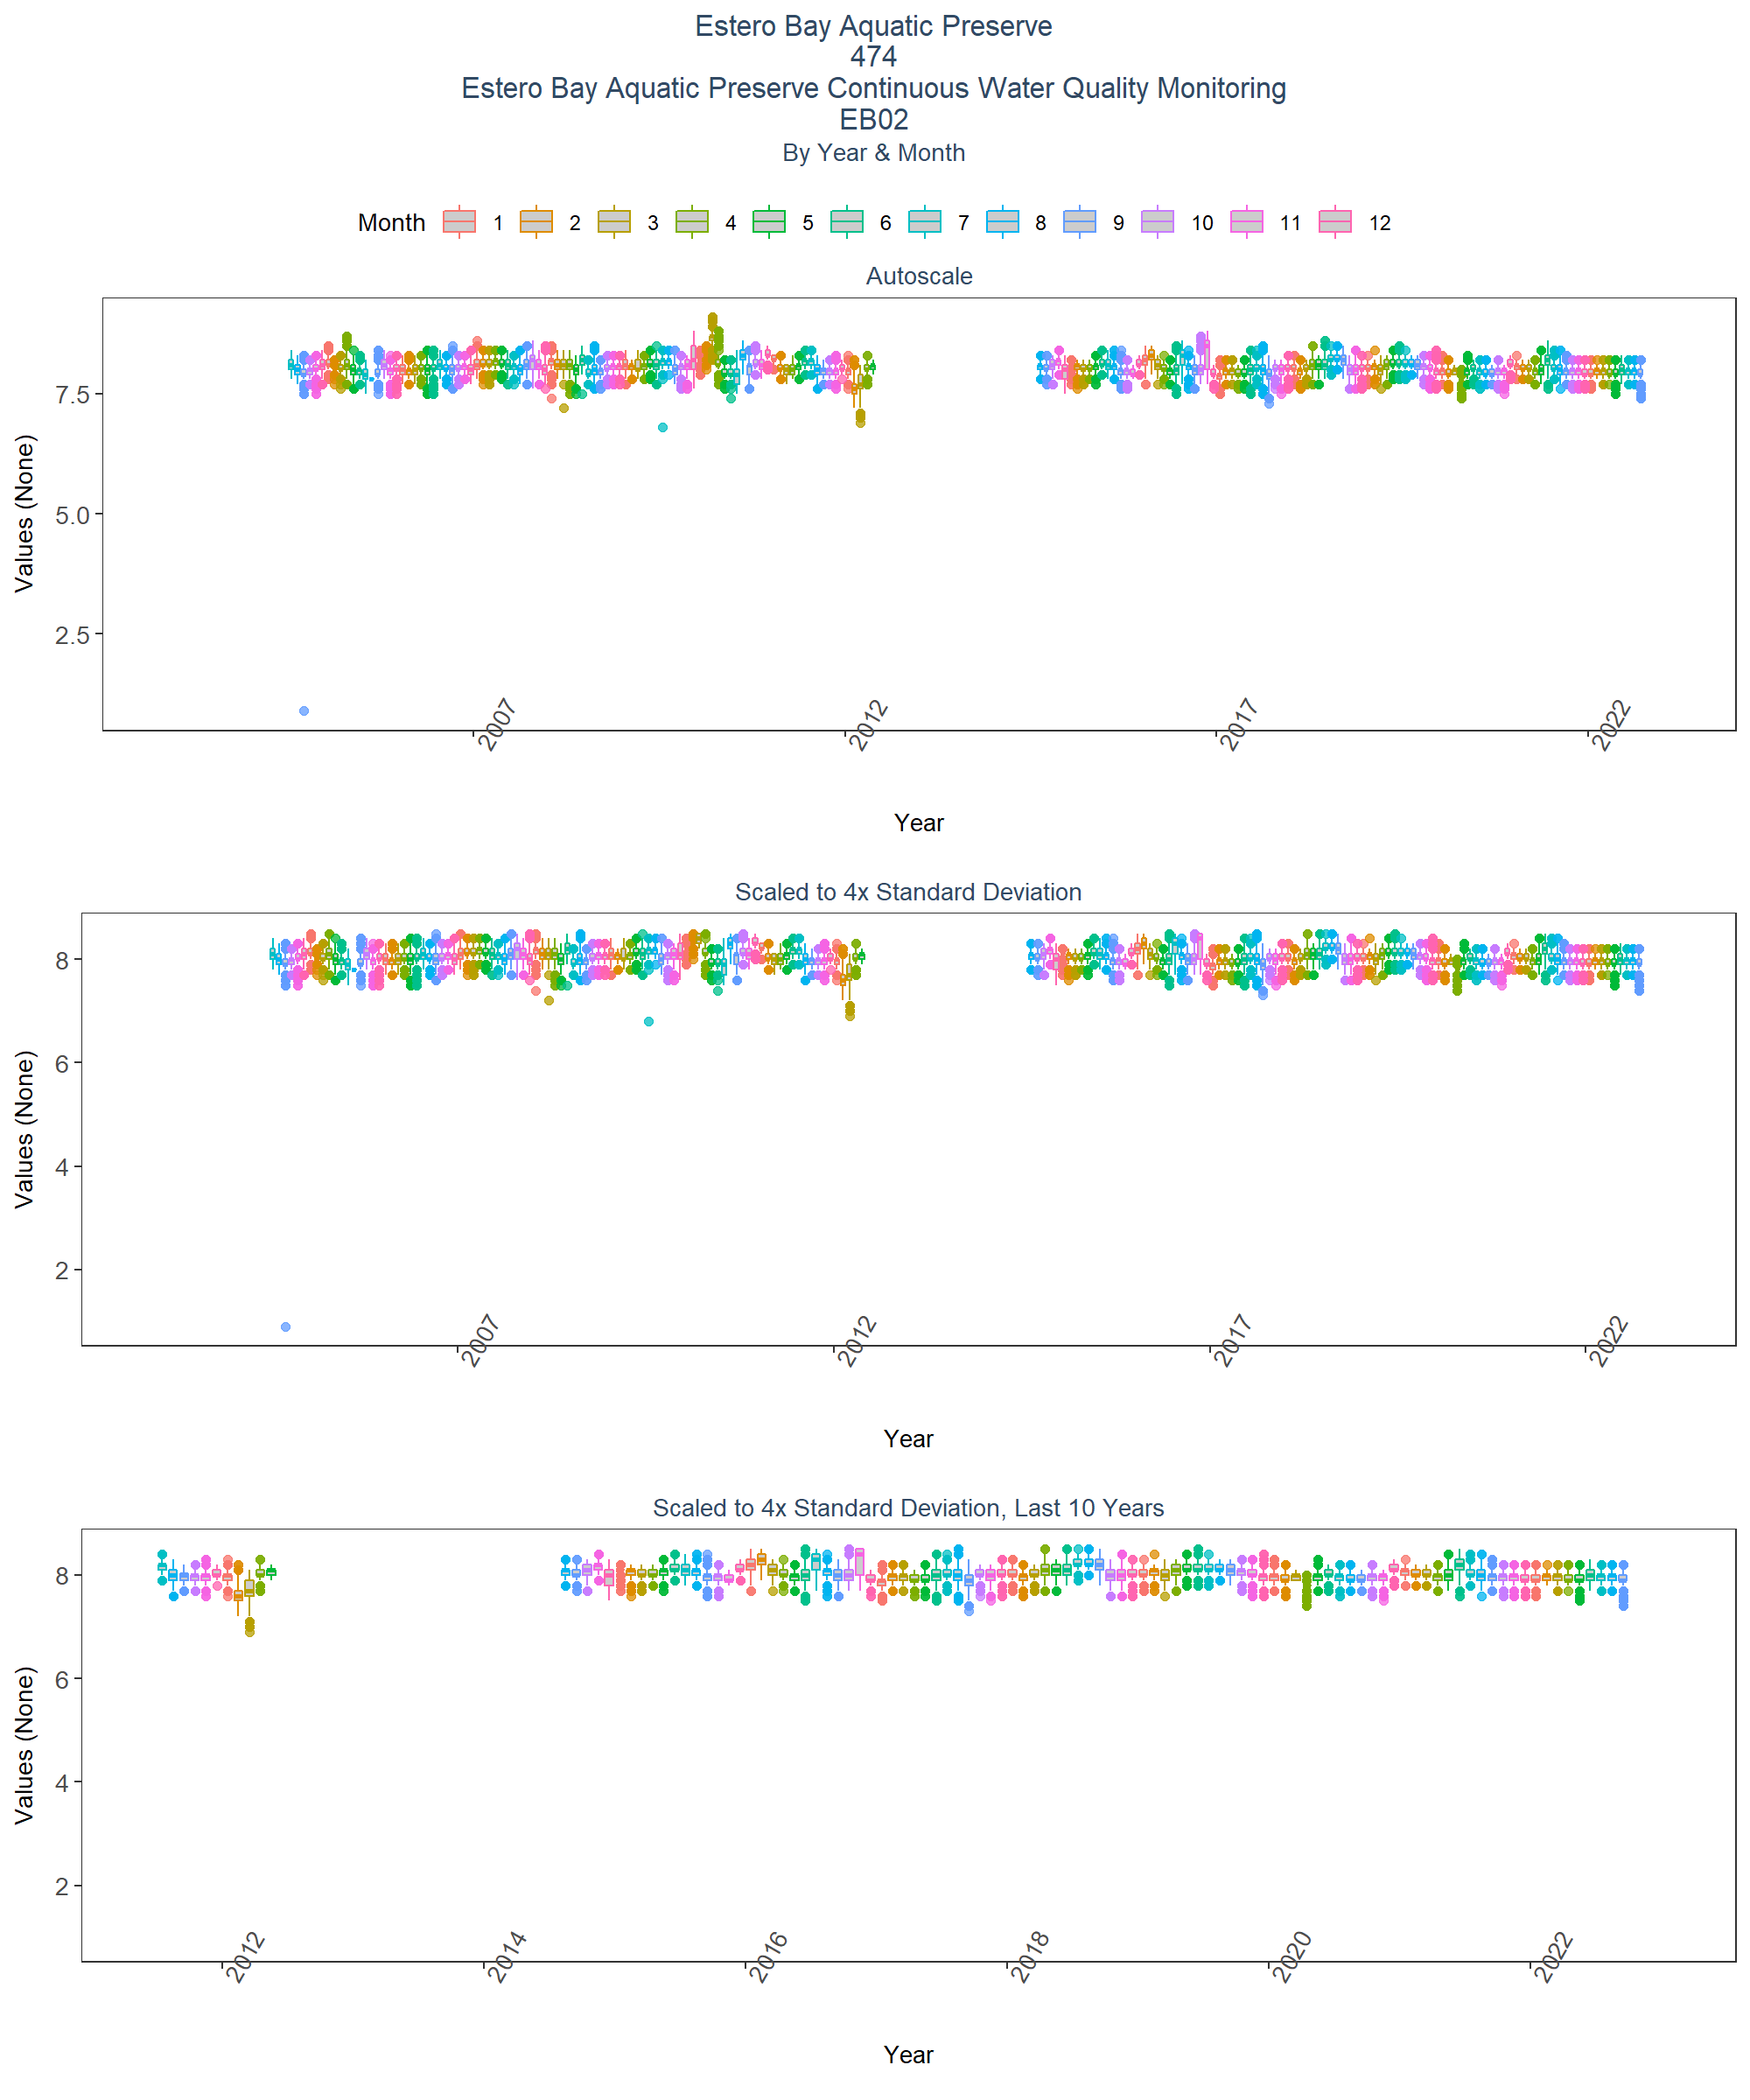 Estero Bay Aquatic Preserve
474
Estero Bay Aquatic Preserve Continuous Water Quality Monitoring
EB02
By Year & Month
Month 1 2 3 4 5 6 7 8 9 10 11 12
Autoscale
Values (None)
7.5
5.0
2.5
2007 2012 2017 2022
Year
Scaled to 4x Standard Deviation
Values (None)
8
6
4
2
2007 2012 2017 2022
Year
Scaled to 4x Standard Deviation, Last 10 Years
Values (None)
8
6
4
2
2012 2014 2016 2018 2020 2022
Year